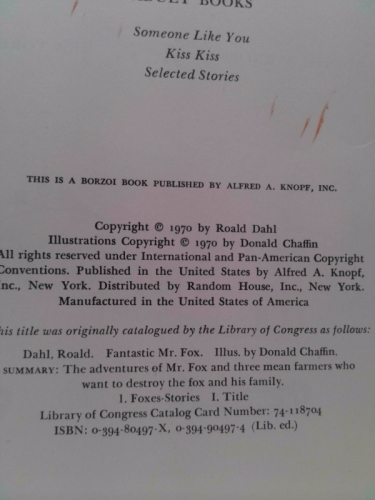 BOOKS
Someone Like You
Kiss Kiss
Selected Stories
THIS IS A BORZOI BOOK PUBLISHED BY ALFRED A. KNOPF, INC.
Copyright © 1970 by Roald Dahl
Illustrations Copyright © 1970 by Donald Chaffin
All rights reserved under International and Pan-American Copyright
Conventions. Published in the United States by Alfred A. Knopf,
Inc., New York. Distributed by Random House, Inc., New York.
Manufactured in the United States of America
This title was originally catalogued by the Library of Congress as follows:
Dahl, Roald. Fantastic Mr. Fox. Illus. by Donald Chaffin.
SUMMARY: The adventures of Mr. Fox and three mean farmers who
want to destroy the fox and his family.
1. Foxes-Stories I. Title
Library of Congress Catalog Card Number: 74-118704
ISBN: 0-394-80497-X, 0-394-90497-4 (Lib. ed.)